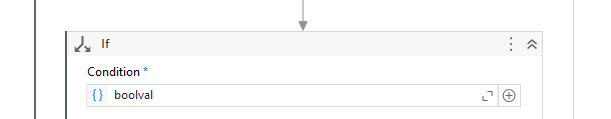 If
Condition *
{ } boolval